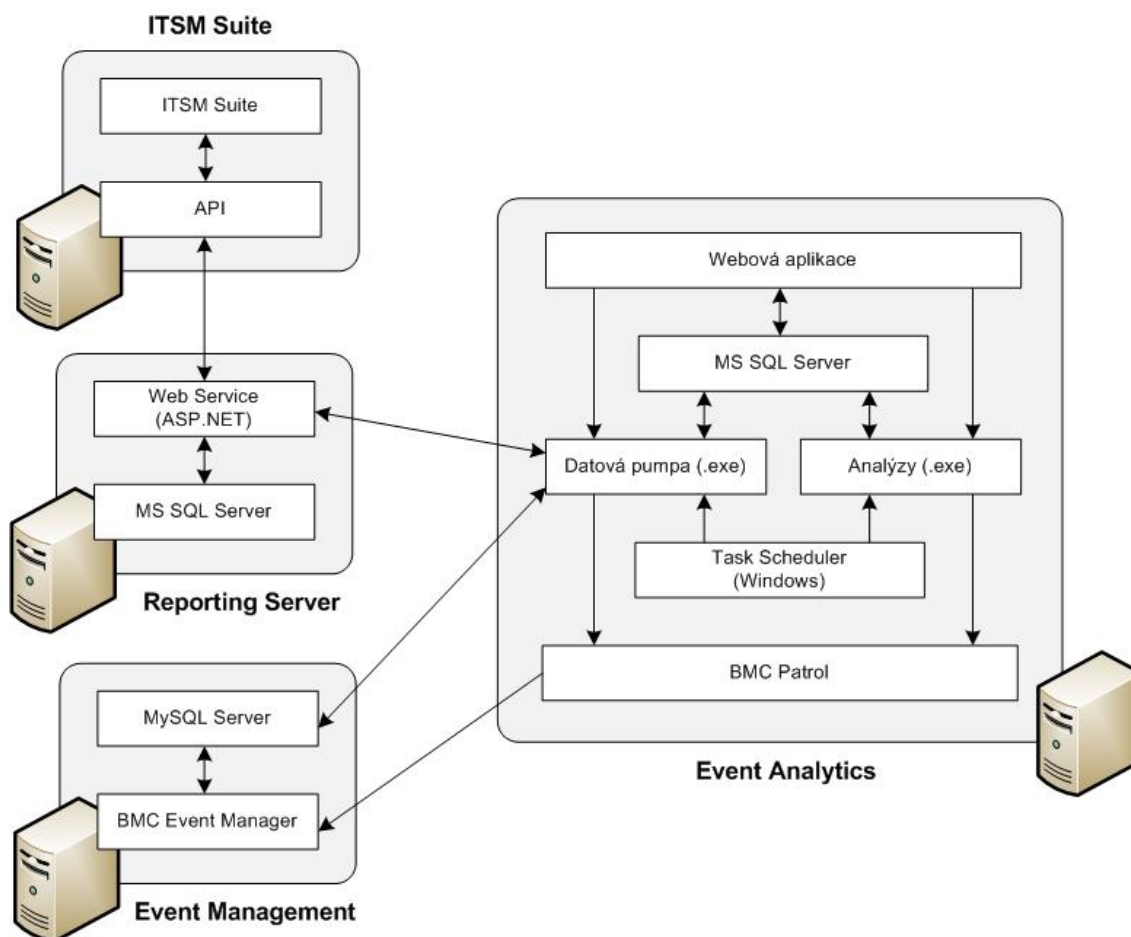 ITSM Suite
ITSM Suite
API
Web Service
(ASP.NET)
MS SQL Server
Reporting Server
MySQL Server
BMC Event Manager
Event Management
Webová aplikace
MS SQL Server
Datová pumpa (.exe)
Analýzy (.exe)
Task Scheduler
(Windows)
BMC Patrol
Event Analytics